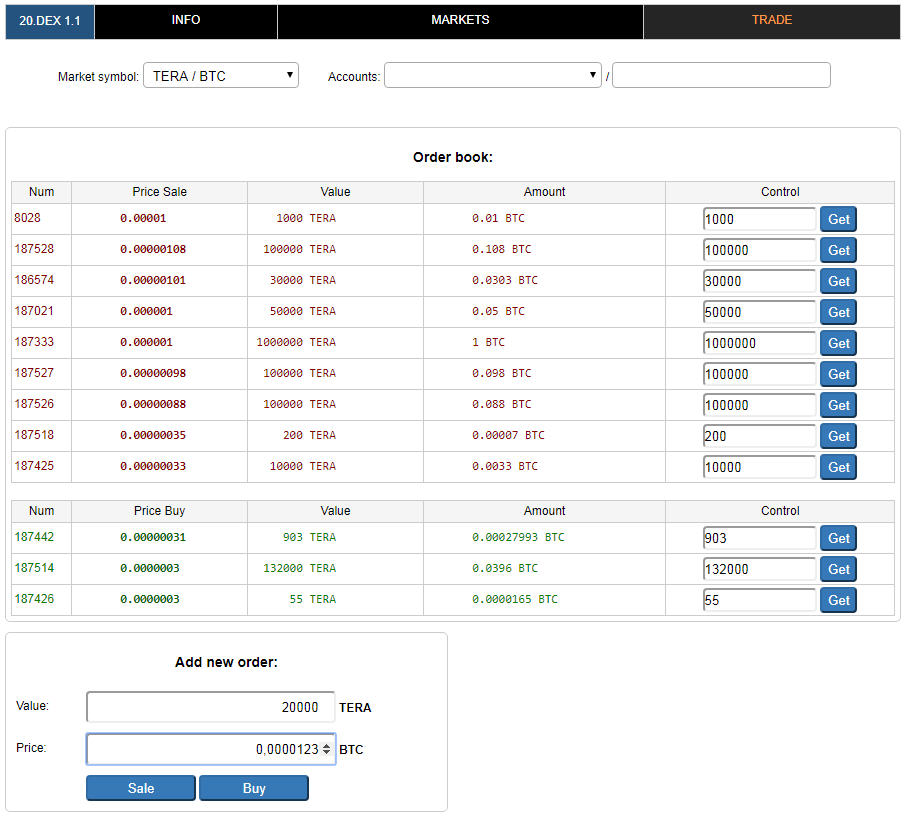 20.DEX 1.1 INFO MARKETS TRADE
Market symbol: TERA / BTC Accounts: /
Order book:
Num Price Sale Value Amount Control
8028 0.00001 1000 TERA 0.01 BTC 1000 Get
187528 0.00000108 100000 TERA 0.108 BTC 100000 Get
186574 0.00000101 30000 TERA 0.0303 BTC 30000 Get
187021 0.000001 50000 TERA 0.05 BTC 50000 Get
187333 0.000001 1000000 TERA 1 BTC 1000000 Get
187527 0.00000098 100000 TERA 0.098 BTC 100000 Get
187526 0.00000088 100000 TERA 0.088 BTC 100000 Get
187518 0.00000035 200 TERA 0.00007 BTC 200 Get
187425 0.00000033 10000 TERA 0.0033 BTC 10000 Get
Num Price Buy Value Amount Control
187442 0.00000031 903 TERA 0.00027993 BTC 903 Get
187514 0.0000003 132000 TERA 0.0396 BTC 132000 Get
187426 0.0000003 55 TERA 0.0000165 BTC 55 Get
Add new order:
Value: 20000 TERA
Price: 0,0000123 BTC
Sale Buy